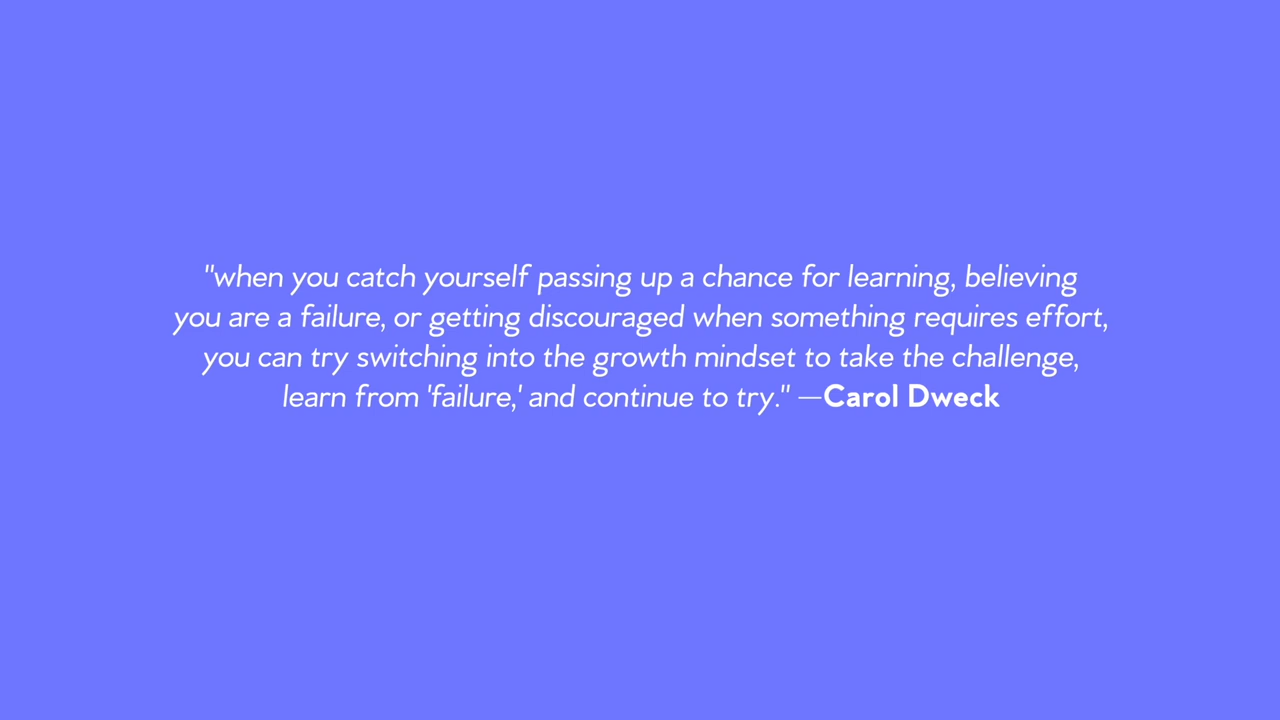 "when you catch yourself passing up a chance for learning, believing
you are a failure, or getting discouraged when something requires effort,
you can try switching into the growth mindset to take the challenge,
learn from 'failure,' and continue to try." —Carol Dweck